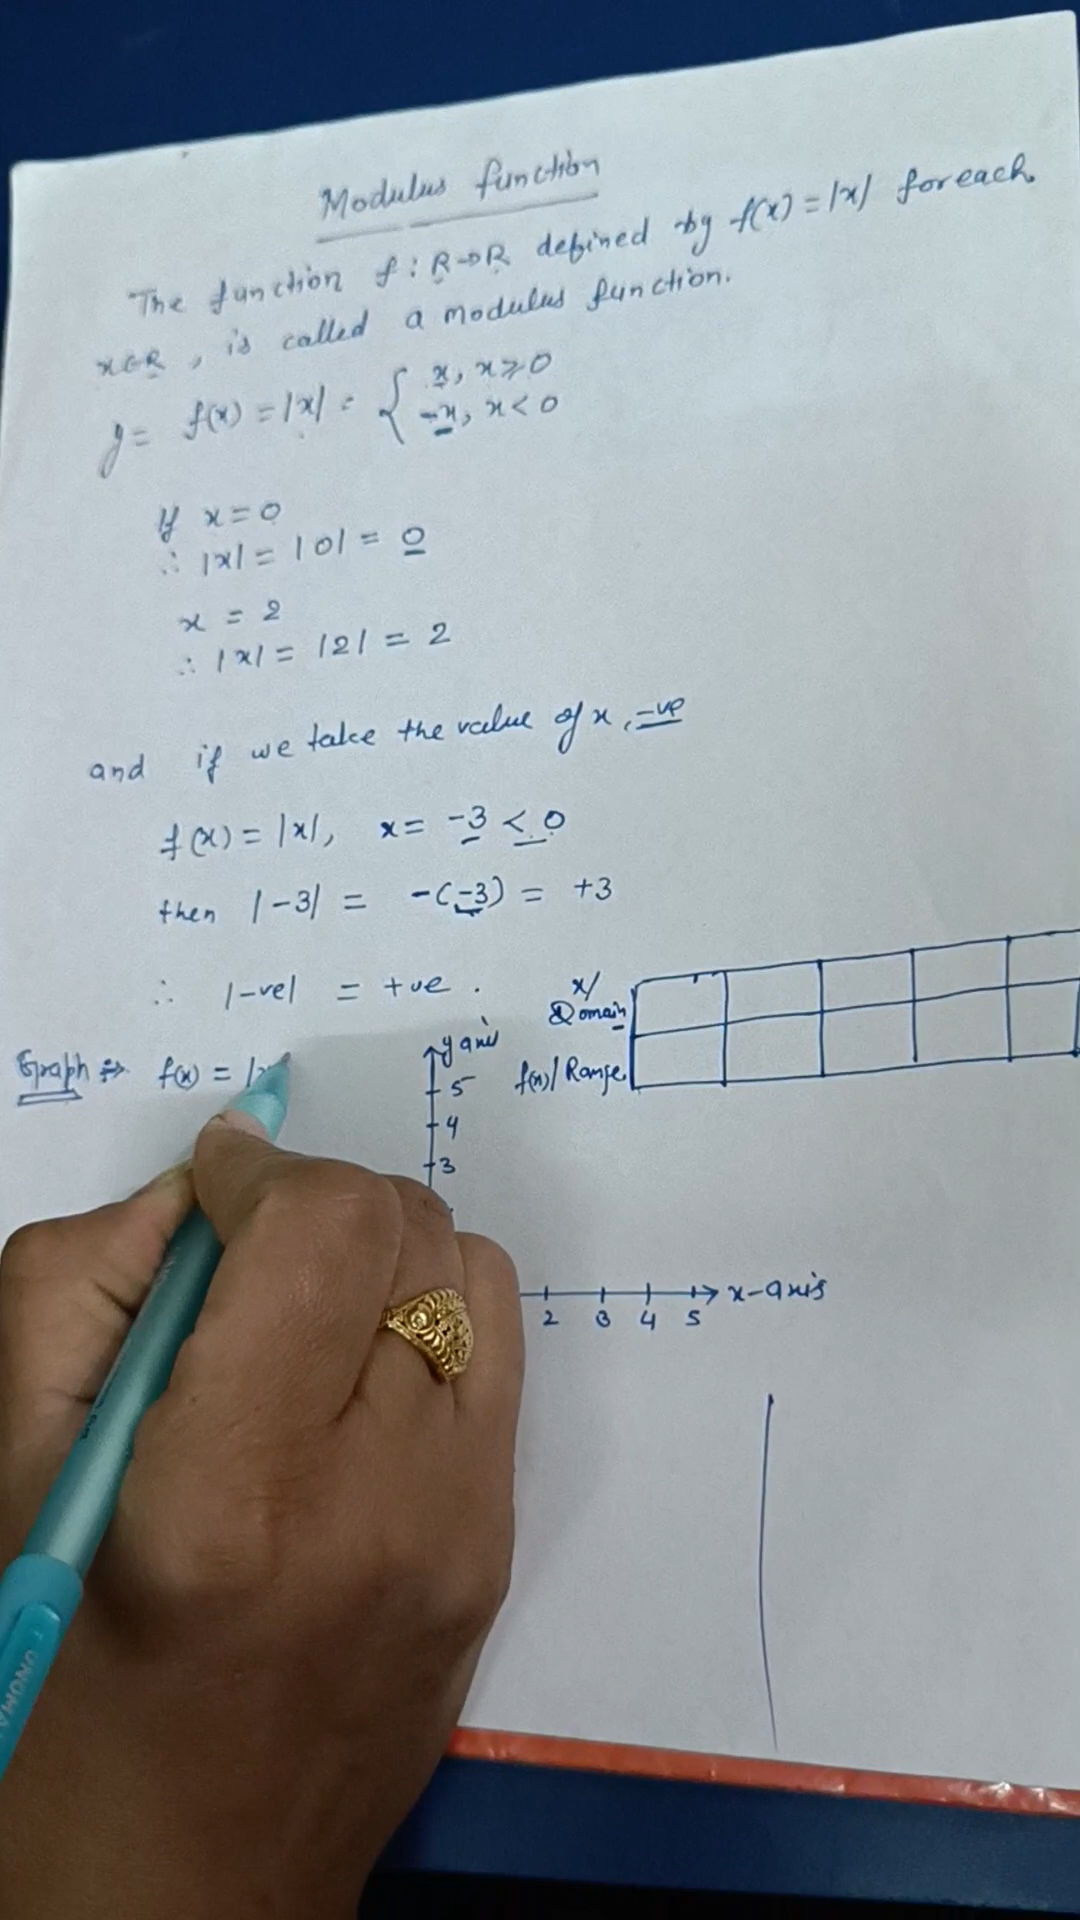 Modulus function
The function f : R→R defined by f(x) = |x| for each
x∈R , is called a modulus function.
y = f(x) = |x| = { x, x ≥ 0
-x, x < 0
If x = 0
∴ |x| = |0| = 0
x = 2
∴ |x| = |2| = 2
and if we take the value of x, -ve
f(x) = |x|, x = -3 < 0
then |-3| = -(-3) = +3
∴ |-ve| = +ve .
x/
Domain
f(x)/Range
Graph ⇒ f(x) = |x
y axis
5
4
3
x-axis
2 3 4 5